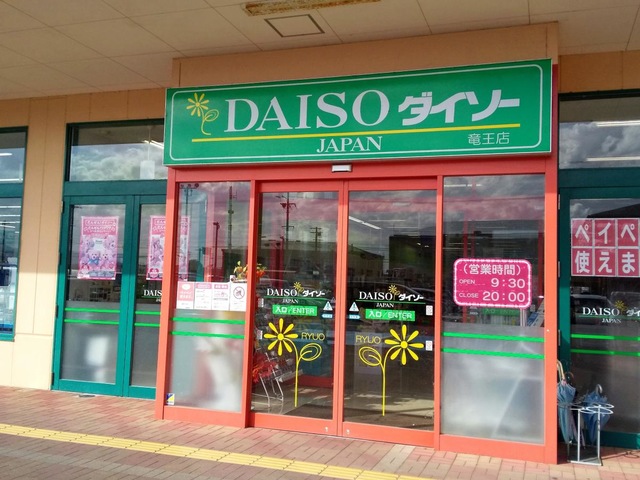 DAISO ダイソー
JAPAN
竜王店
(営業時間)
OPEN 9:30
CLOSE 20:00
DAISO ダイソー
JAPAN
入口/ENTER
RYUO
DAISO ダイソー
JAPAN
入口/ENTER
RYUO
ペイペ
使えま
DAISO
JAPAN
DAISO